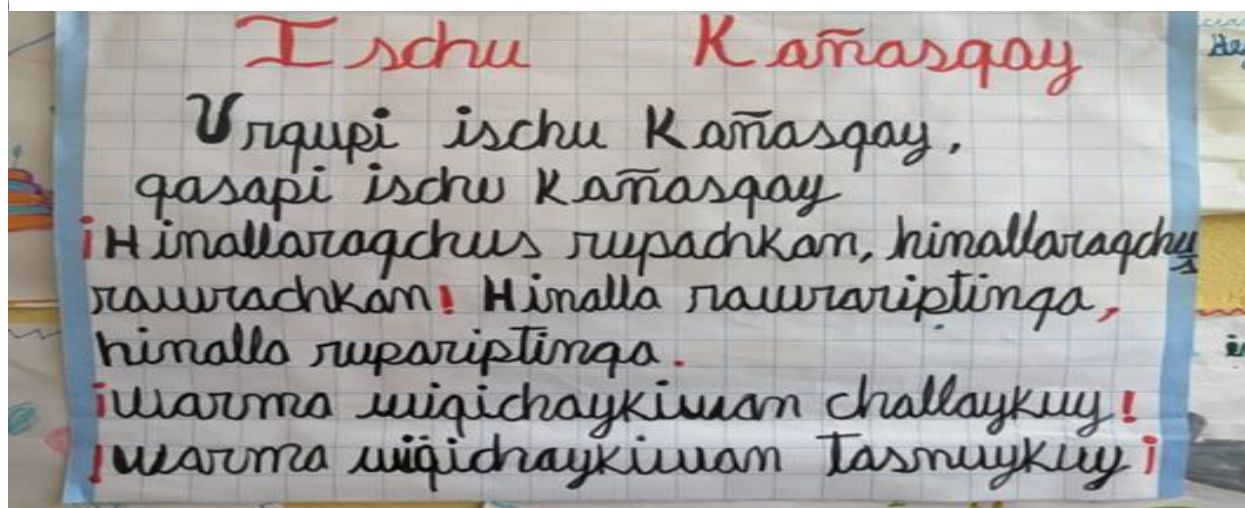 Ischu Kañasqay
Urqupi ischu Kañasqay,
qasapi ischu Kañasqay
¡Hinallaraqchus rupachkan, hinallaraqchus
rawrachkan! Hinalla rawrariptinqa,
hinalla rupariptinqa.
¡warma wiqichaykiwan challaykuy!
!warma wiqichaykiwan Tasnuykuy¡